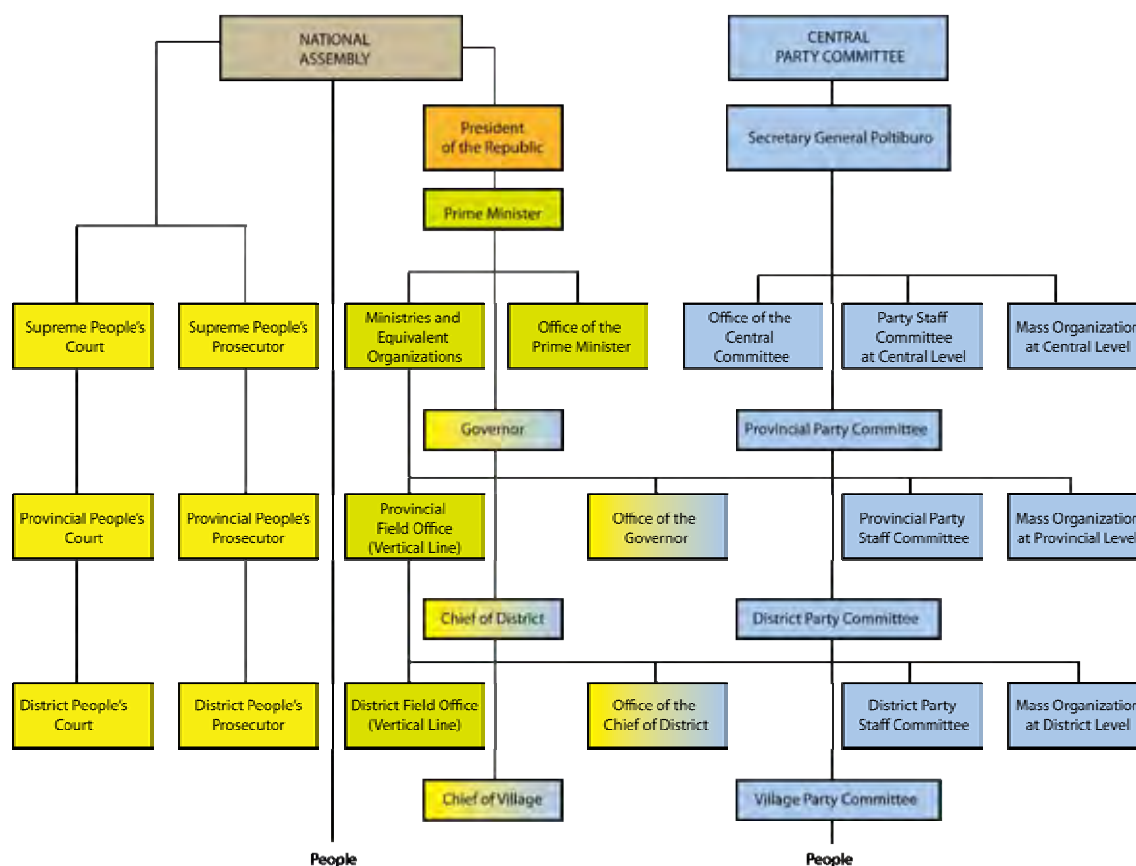 NATIONAL
ASSEMBLY
CENTRAL
PARTY COMMITTEE
President
of the Republic
Secretary General Poltiburo
Prime Minister
Supreme People's
Court
Supreme People's
Prosecutor
Ministries and
Equivalent
Organizations
Office of the
Prime Minister
Office of the
Central
Committee
Party Staff
Committee
at Central Level
Mass Organization
at Central Level
Governor
Provincial Party Committee
Provincial People's
Court
Provincial People's
Prosecutor
Provincial
Field Office
(Vertical Line)
Office of the
Governor
Provincial Party
Staff Committee
Mass Organization
at Provincial Level
Chief of District
District Party Committee
District People's
Court
District People's
Prosecutor
District Field Office
(Vertical Line)
Office of the
Chief of District
District Party
Staff Committee
Mass Organization
at District Level
Chief of Village
Village Party Committee
People
People